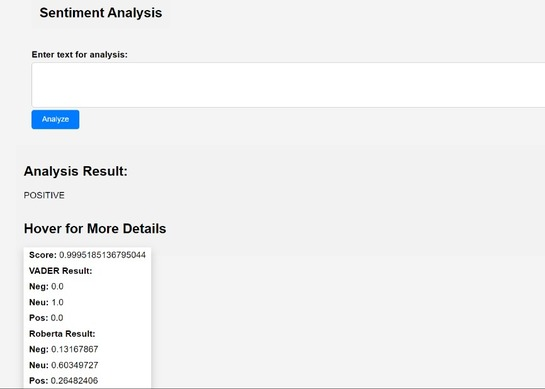 Sentiment Analysis
Enter text for analysis:
Analyze
Analysis Result:
POSITIVE
Hover for More Details
Score: 0.9995185136795044
VADER Result:
Neg: 0.0
Neu: 1.0
Pos: 0.0
Roberta Result:
Neg: 0.13167867
Neu: 0.60349727
Pos: 0.26482406